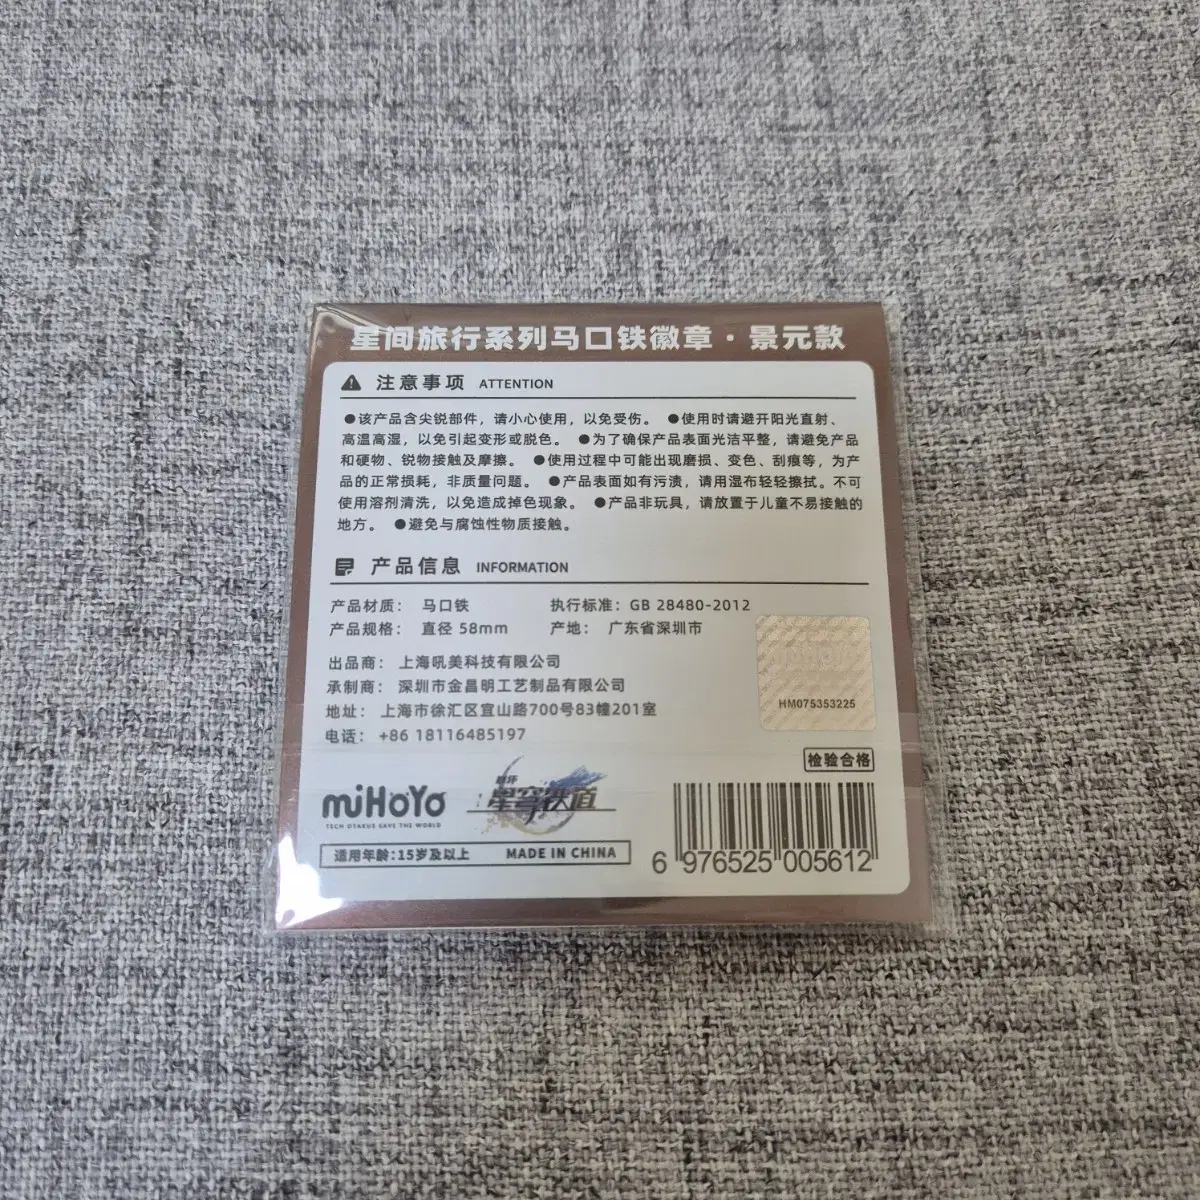 星间旅行系列马口铁徽章·景元款
注意事项 ATTENTION
●该产品含尖锐部件，请小心使用，以免受伤。 ●使用时请避开阳光直射、
高温高湿，以免引起变形或脱色。 ●为了确保产品表面光洁平整，请避免产品
和硬物、锐物接触及摩擦。 ●使用过程中可能出现磨损、变色、刮痕等，为产
品的正常损耗，非质量问题。 ●产品表面如有污渍，请用湿布轻轻擦拭。不可
使用溶剂清洗，以免造成掉色现象。 ●产品非玩具，请放置于儿童不易接触的
地方。 ●避免与腐蚀性物质接触。
产品信息 INFORMATION
产品材质： 马口铁 执行标准：GB 28480-2012
产品规格： 直径 58mm 产地： 广东省深圳市
出品商： 上海吼美科技有限公司
承制商： 深圳市金昌明工艺制品有限公司
地址： 上海市徐汇区宜山路700号83幢201室
电话： +86 18116485197
miHoYo
HM075353225
检验合格
miHoYo
TECH OTAKUS SAVE THE WORLD
崩坏
星穹铁道
适用年龄：15岁及以上 MADE IN CHINA
6 976525 005612